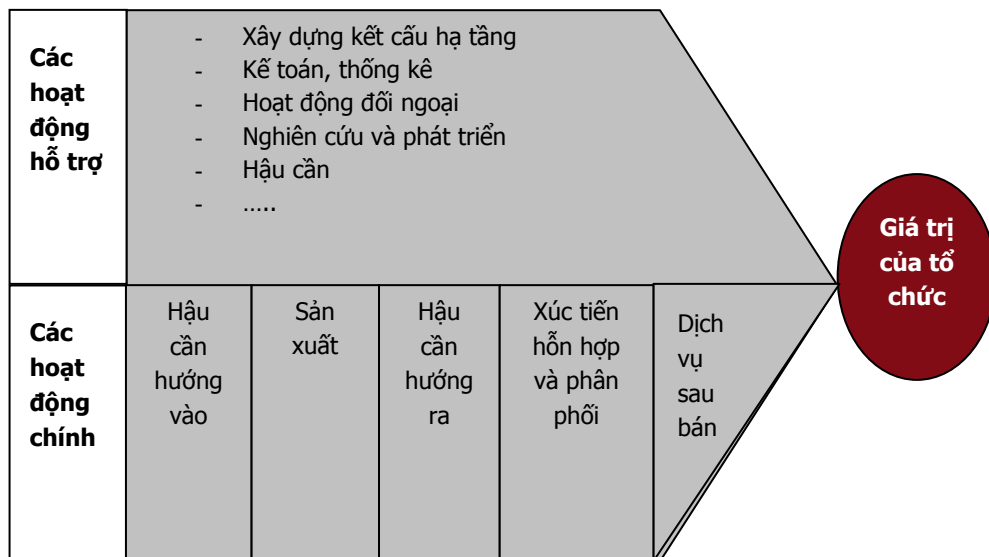 Các
hoạt
động
hỗ trợ
- Xây dựng kết cấu hạ tầng
- Kế toán, thống kê
- Hoạt động đối ngoại
- Nghiên cứu và phát triển
- Hậu cần
- …..
Giá trị
của tổ
chức
Các
hoạt
động
chính
Hậu
cần
hướng
vào
Sản
xuất
Hậu
cần
hướng
ra
Xúc tiến
hỗn hợp
và phân
phối
Dịch
vụ
sau
bán